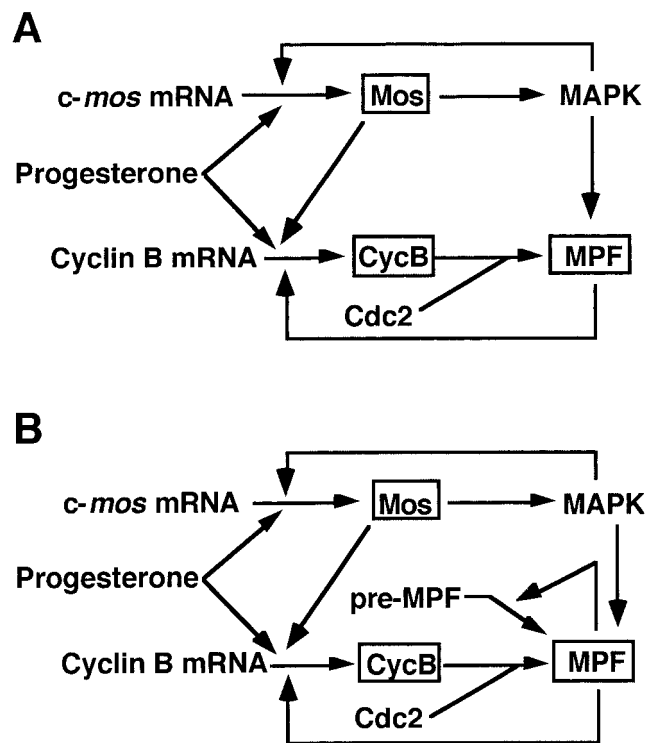 A
c-mos mRNA Mos MAPK
Progesterone
Cyclin B mRNA CycB MPF
Cdc2
B
c-mos mRNA Mos MAPK
Progesterone
pre-MPF
Cyclin B mRNA CycB MPF
Cdc2